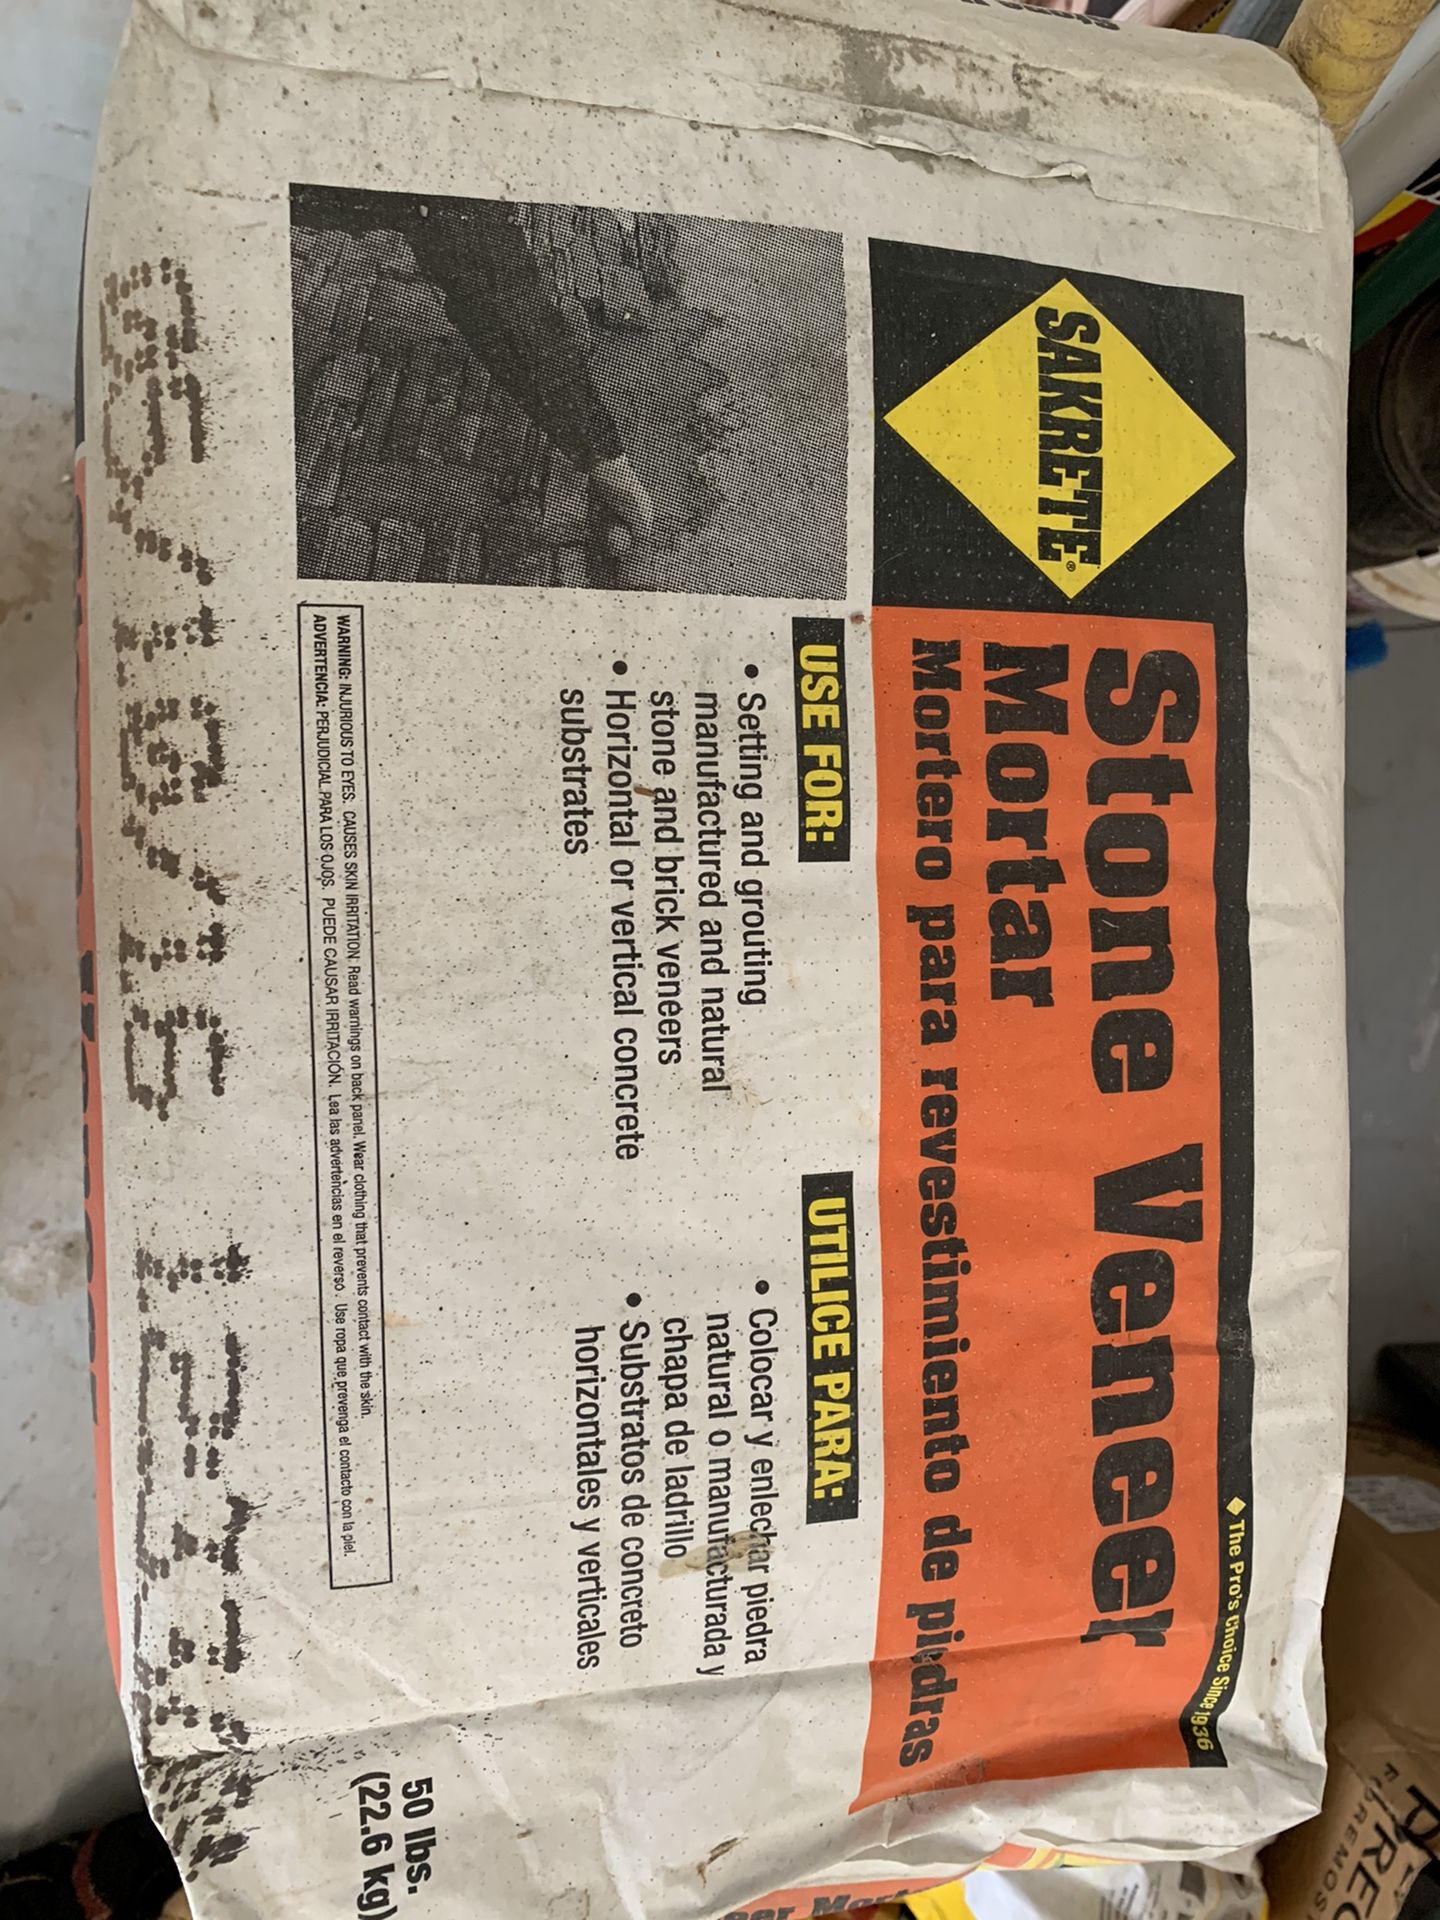 ◆ The Pro's Choice Since 1936
SAKRETE®
Stone Veneer
Mortar
Mortero para revestimiento de piedras
USE FOR:
• Setting and grouting
manufactured and natural
stone and brick veneers
• Horizontal or vertical concrete
substrates
UTILICE PARA:
• Colocar y enlechar piedra
natural o manufacturada y
chapa de ladrillo
• Substratos de concreto
horizontales y verticales
WARNING: INJURIOUS TO EYES. CAUSES SKIN IRRITATION. Read warnings on back panel. Wear clothing that prevents contact with the skin.
ADVERTENCIA: PERJUDICIAL PARA LOS OJOS. PUEDE CAUSAR IRRITACIÓN. Lea las advertencias en el reverso. Use ropa que prevenga el contacto con la piel.
50 lbs.
(22.6 kg)